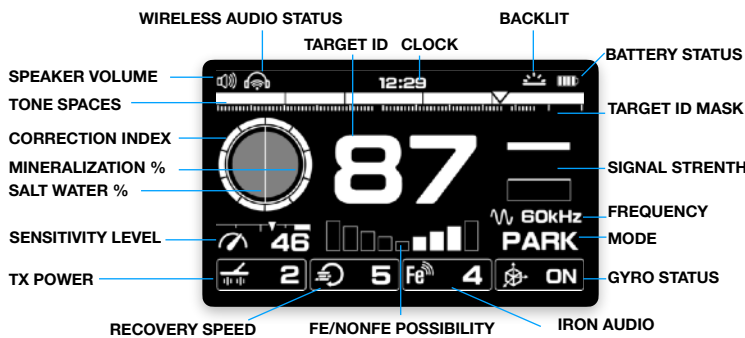 WIRELESS AUDIO STATUS
BACKLIT
TARGET ID
CLOCK
BATTERY STATUS
SPEAKER VOLUME
12:29
TONE SPACES
TARGET ID MASK
CORRECTION INDEX
87
MINERALIZATION %
SIGNAL STRENTH
SALT WATER %
60kHz
FREQUENCY
SENSITIVITY LEVEL
46
PARK
MODE
TX POWER
2
5
Fe
4
ON
GYRO STATUS
RECOVERY SPEED
FE/NONFE POSSIBILITY
IRON AUDIO